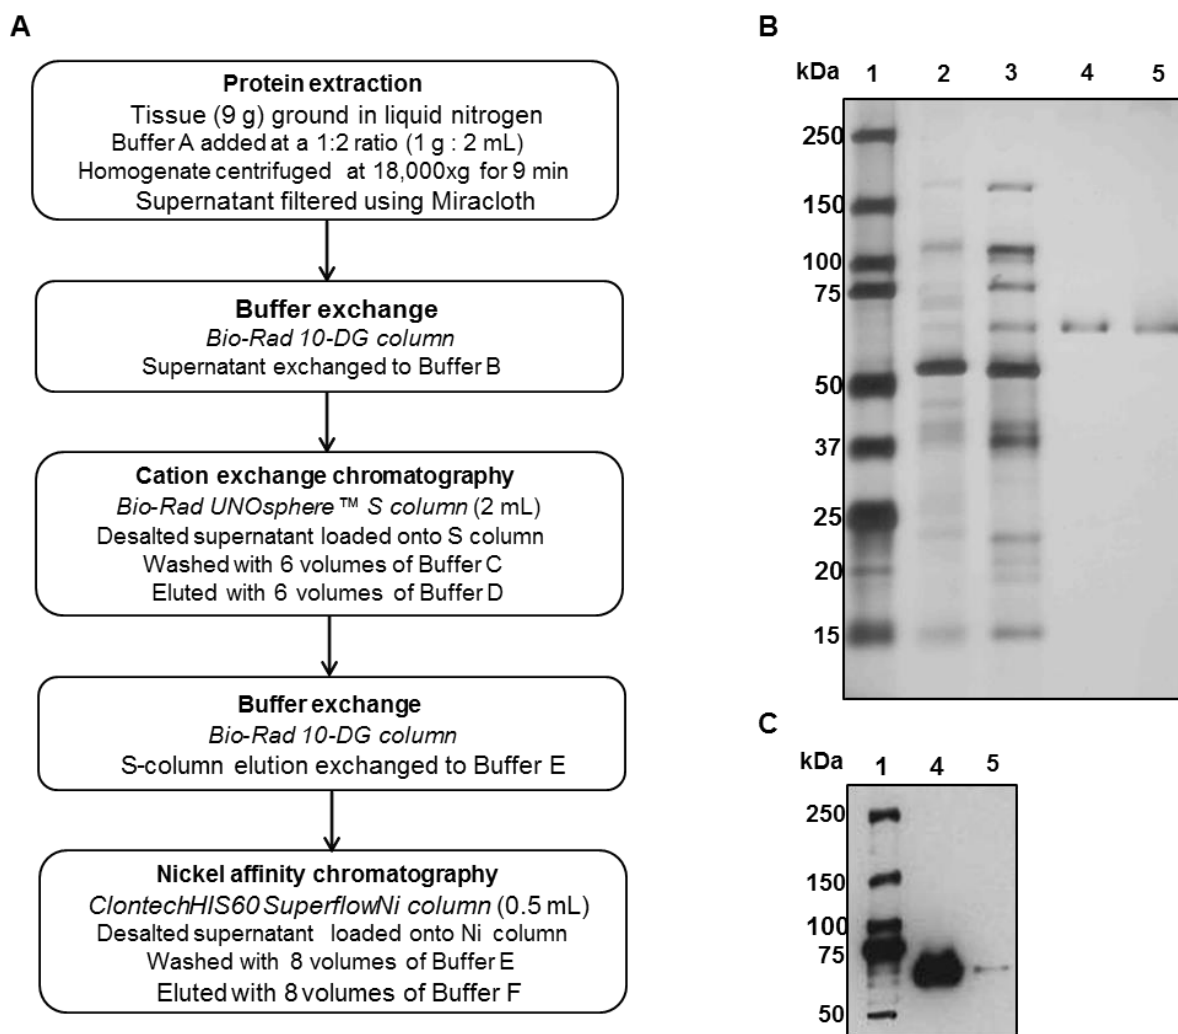 A
Protein extraction
Tissue (9 g) ground in liquid nitrogen
Buffer A added at a 1:2 ratio (1 g : 2 mL)
Homogenate centrifuged at 18,000xg for 9 min
Supernatant filtered using Miracloth
Buffer exchange
Bio-Rad 10-DG column
Supernatant exchanged to Buffer B
Cation exchange chromatography
Bio-Rad UNOsphere™ S column (2 mL)
Desalted supernatant loaded onto S column
Washed with 6 volumes of Buffer C
Eluted with 6 volumes of Buffer D
Buffer exchange
Bio-Rad 10-DG column
S-column elution exchanged to Buffer E
Nickel affinity chromatography
ClontechHIS60 SuperflowNi column (0.5 mL)
Desalted supernatant loaded onto Ni column
Washed with 8 volumes of Buffer E
Eluted with 8 volumes of Buffer F
B
kDa 1 2 3 4 5
250
150
100
75
50
37
25
20
15
C
kDa 1 4 5
250
150
100
75
50